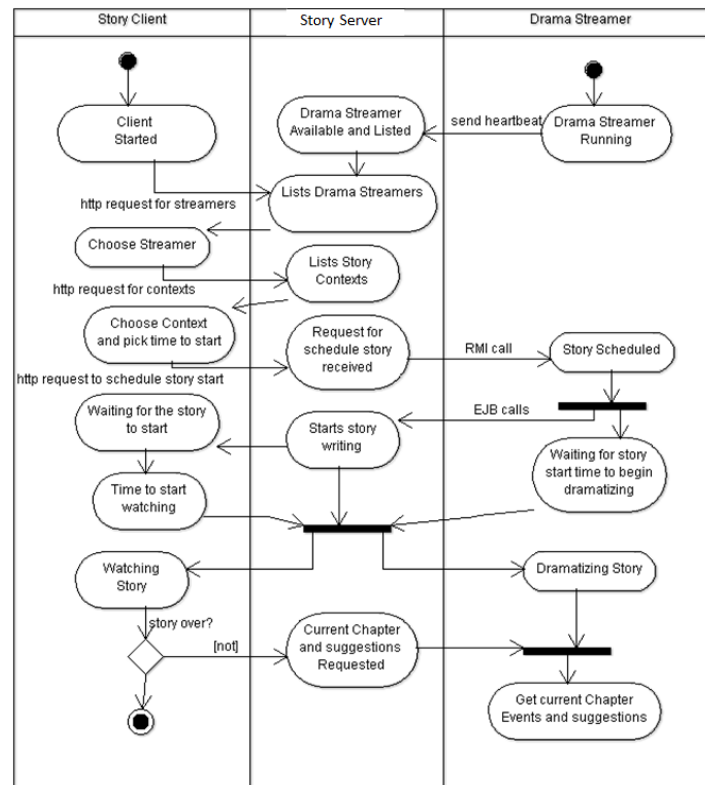 Story Client
Story Server
Drama Streamer
Client
Started
Drama Streamer
Available and Listed
send heartbeat
Drama Streamer
Running
http request for streamers
Lists Drama Streamers
Choose Streamer
http request for contexts
Lists Story
Contexts
Choose Context
and pick time to start
http request to schedule story start
Request for
schedule story
received
RMI call
Story Scheduled
EJB calls
Waiting for the story
to start
Starts story
writing
Waiting for story
start time to begin
dramatizing
Time to start
watching
Watching
Story
Dramatizing Story
story over?
[not]
Current Chapter
and suggestions
Requested
Get current Chapter
Events and suggestions